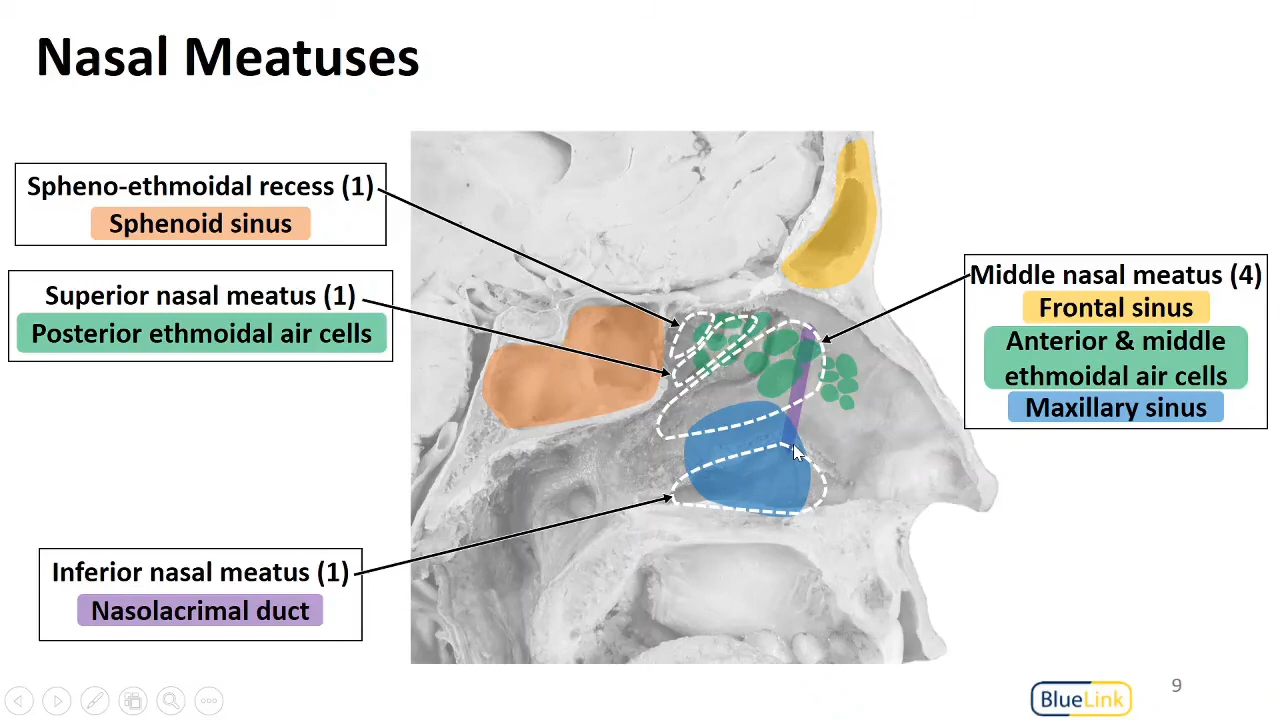 Nasal Meatuses
Spheno-ethmoidal recess (1)
Sphenoid sinus
Superior nasal meatus (1)
Posterior ethmoidal air cells
Middle nasal meatus (4)
Frontal sinus
Anterior & middle
ethmoidal air cells
Maxillary sinus
Inferior nasal meatus (1)
Nasolacrimal duct
BlueLink
9